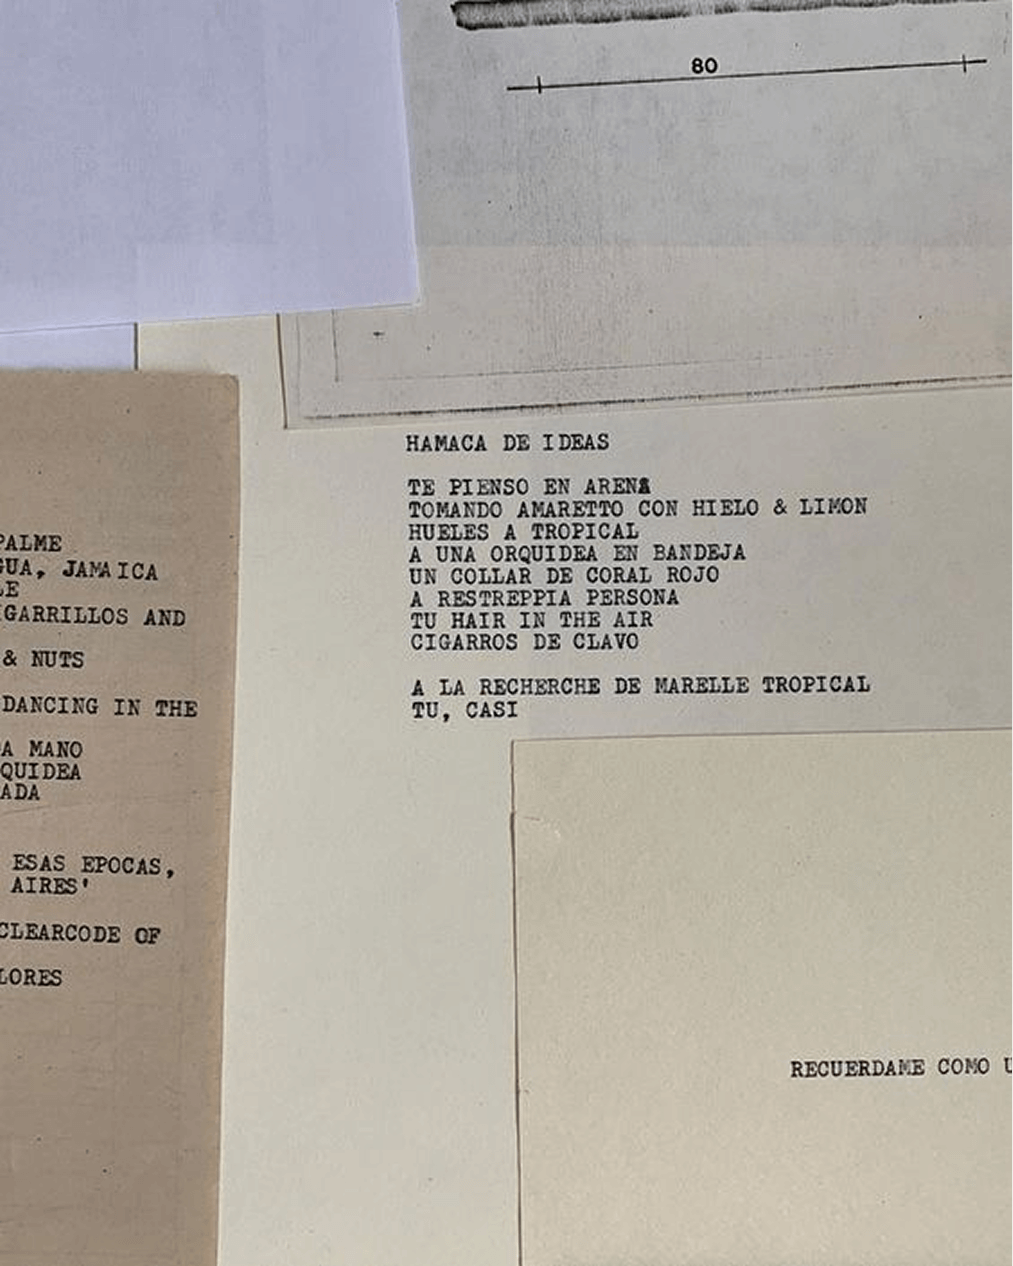 80
HAMACA DE IDEAS
TE PIENSO EN ARENA
TOMANDO AMARETTO CON HIELO & LIMON
HUELES A TROPICAL
A UNA ORQUIDEA EN BANDEJA
UN COLLAR DE CORAL ROJO
A RESTREPPIA PERSONA
TU HAIR IN THE AIR
CIGARROS DE CLAVO
A LA RECHERCHE DE MARELLE TROPICAL
TU, CASI
PALME
GUA, JAMAICA
LE
IGARRILLOS AND
& NUTS
DANCING IN THE
A MANO
QUIDEA
ADA
ESAS EPOCAS,
AIRES'
CLEARCODE OF
LORES
RECUERDAME COMO U